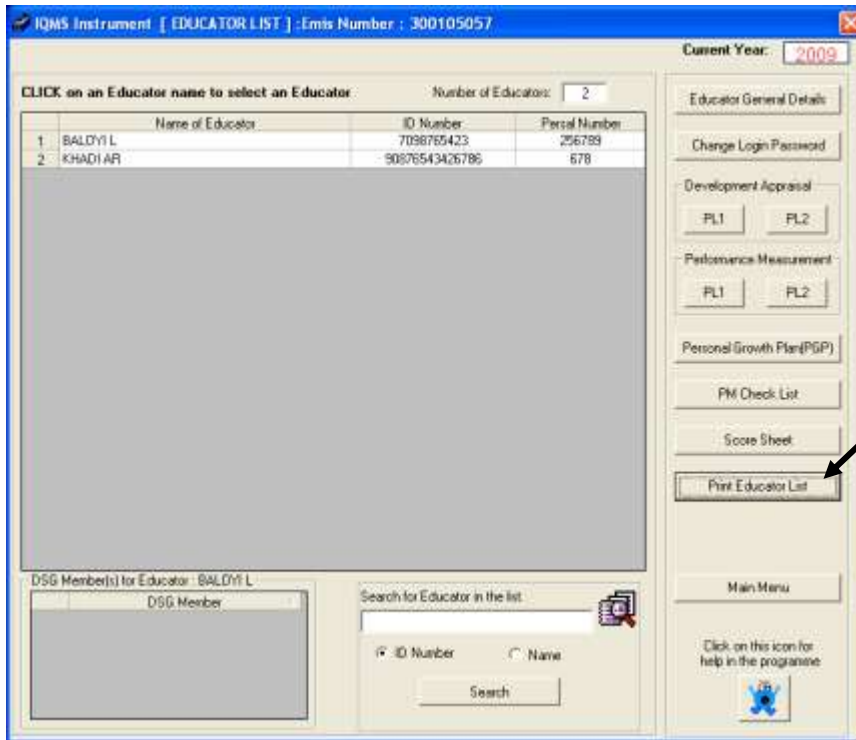 IQMS Instrument [ EDUCATOR LIST ] :Emis Number : 300105057
Current Year: 2009
CLICK on an Educator name to select an Educator
Number of Educators: 2
Name of Educator ID Number Persal Number
1 BALOYI L 7098765423 256789
2 KHADI AR 90876543426786 678
Educator General Details
Change Login Password
Development Appraisal
PL1 PL2
Performance Measurement
PL1 PL2
Personal Growth Plan(PGP)
PM Check List
Score Sheet
Print Educator List
Main Menu
Click on this icon for
help in the programme
DSG Member(s) for Educator : BALOYI L
DSG Member
Search for Educator in the list
ID Number Name
Search